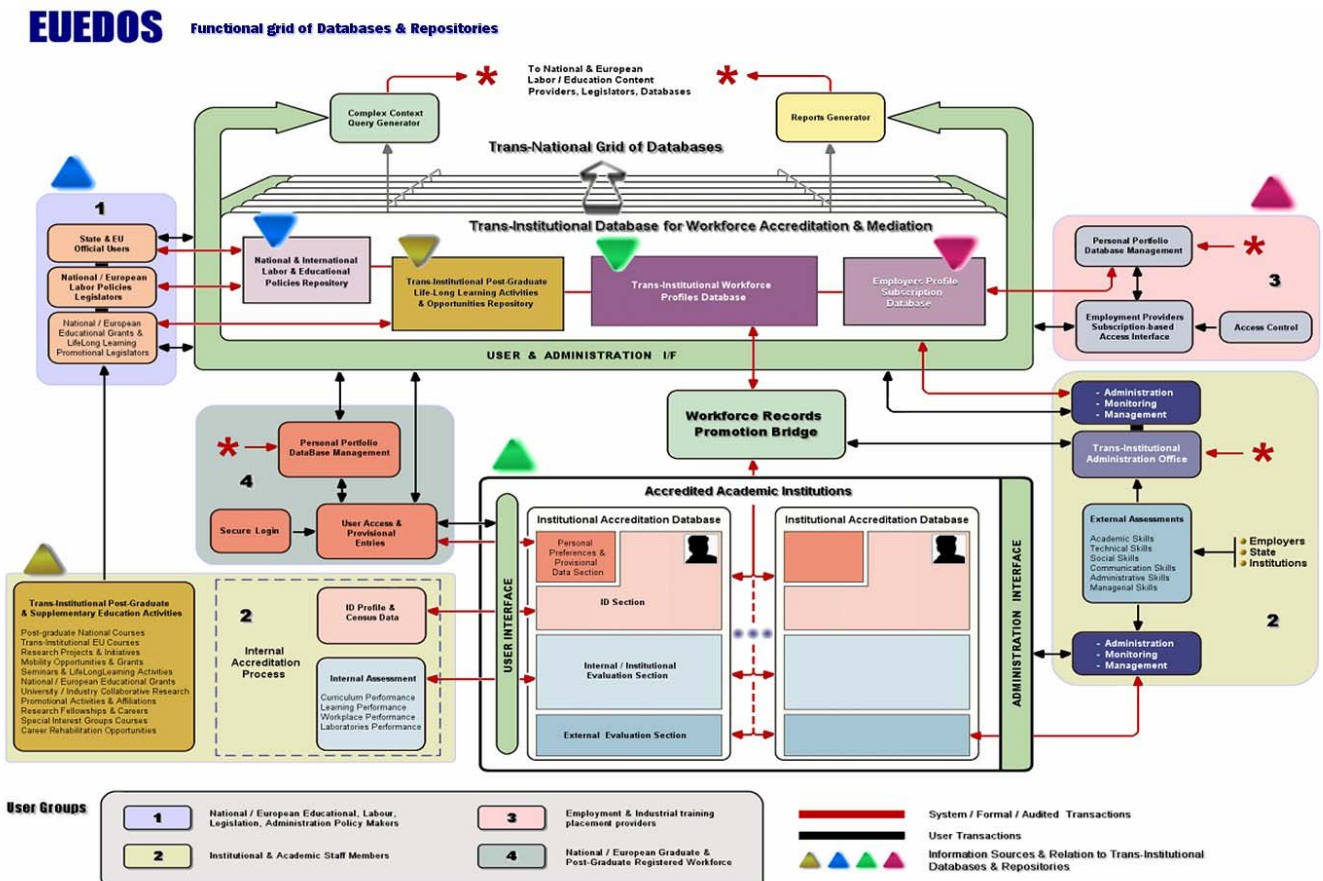 EUEDOS
Functional grid of Databases & Repositories
To National & European
Labor / Education Content
Providers, Legislators, Databases
Complex Context
Query Generator
Reports Generator
Trans-National Grid of Databases
Trans-Institutional Database for Workforce Accreditation & Mediation
1
State & EU
Official Users
National / European
Labor Policies
Legislators
National / European
Educational Grants &
LifeLong Learning
Promotional Legislators
National & International
Labor & Educational
Policies Repository
Trans-Institutional Post-Graduate
Life-Long Learning Activities
& Opportunities Repository
Trans-Institutional Workforce
Profiles Database
Employers Profile
Subscription
Database
USER & ADMINISTRATION I/F
Personal Portfolio
Database Management
3
Employment Providers
Subscription-based
Access Interface
Access Control
- Administration
- Monitoring
- Management
Trans-Institutional
Administration Office
External Assessments
Academic Skills
Technical Skills
Social Skills
Communication Skills
Administrative Skills
Managerial Skills
Employers
State
Institutions
2
- Administration
- Monitoring
- Management
Workforce Records
Promotion Bridge
Personal Portfolio
DataBase Management
4
Secure Login
User Access &
Provisional
Entries
Accredited Academic Institutions
USER INTERFACE
Institutional Accreditation Database
Personal
Preferences &
Provisional
Data Section
ID Section
Internal / Institutional
Evaluation Section
External Evaluation Section
Institutional Accreditation Database
ADMINISTRATION INTERFACE
Trans-Institutional Post-Graduate
& Supplementary Education Activities
Post-graduate National Courses
Trans-Institutional EU Courses
Research Projects & Initiatives
Mobility Opportunities & Grants
Seminars & LifeLongLearning Activities
National / European Educational Grants
University / Industry Collaborative Research
Promotional Activities & Affiliations
Research Fellowships & Careers
Special Interest Groups Courses
Career Rehabilitation Opportunities
2
Internal
Accreditation
Process
ID Profile &
Census Data
Internal Assessment
Curriculum Performance
Learning Performance
Workplace Performance
Laboratories Performance
User Groups
1
National / European Educational, Labour,
Legislation, Administration Policy Makers
2
Institutional & Academic Staff Members
3
Employment & Industrial training
placement providers
4
National / European Graduate &
Post-Graduate Registered Workforce
System / Formal / Audited Transactions
User Transactions
Information Sources & Relation to Trans-Institutional
Databases & Repositories